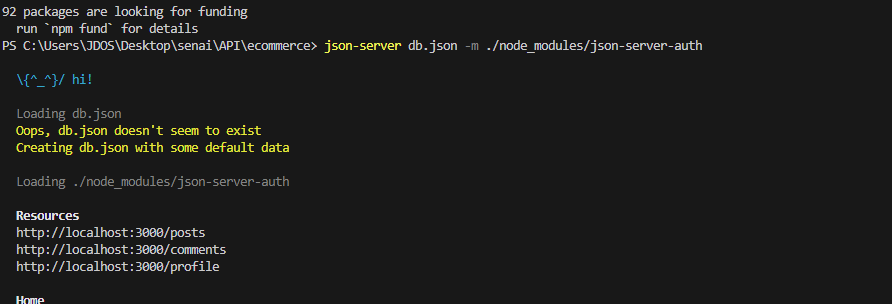 92 packages are looking for funding
run `npm fund` for details
PS C:\Users\JDOS\Desktop\senai\API\ecommerce> json-server db.json -m ./node_modules/json-server-auth
\{^_^}/ hi!
Loading db.json
Oops, db.json doesn't seem to exist
Creating db.json with some default data
Loading ./node_modules/json-server-auth
Resources
http://localhost:3000/posts
http://localhost:3000/comments
http://localhost:3000/profile
Home